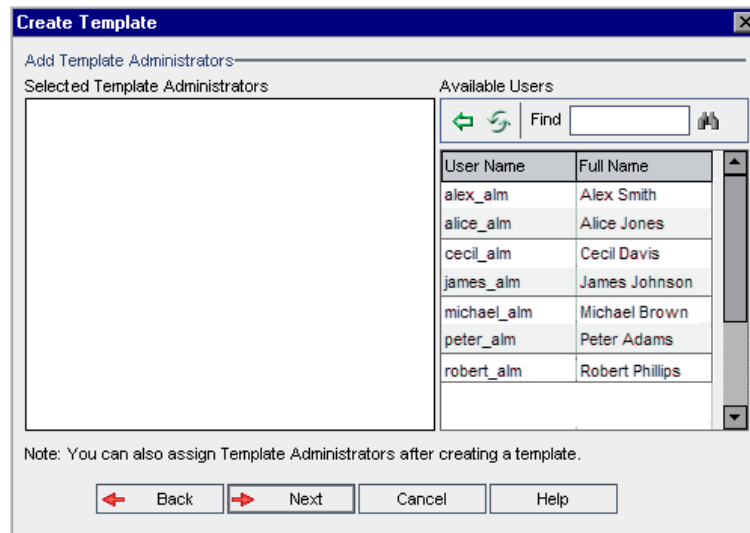 Create Template
Add Template Administrators
Selected Template Administrators
Available Users
Find
User Name Full Name
alex_alm Alex Smith
alice_alm Alice Jones
cecil_alm Cecil Davis
james_alm James Johnson
michael_alm Michael Brown
peter_alm Peter Adams
robert_alm Robert Phillips
Note: You can also assign Template Administrators after creating a template.
Back Next Cancel Help